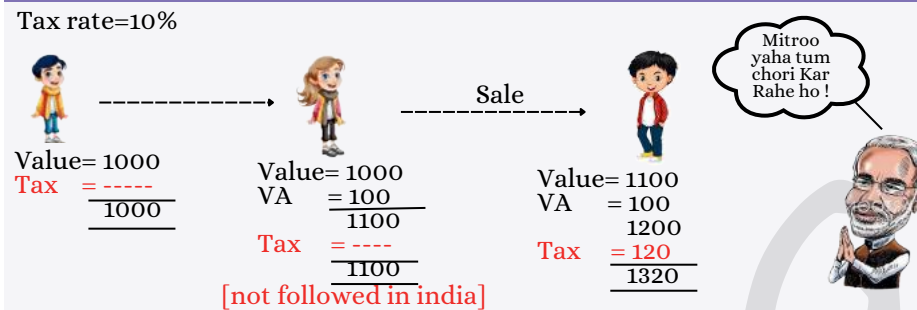 Tax rate=10%
Mitroo
yaha tum
chori Kar
Rahe ho !
Sale
Value= 1000
Tax = -----
1000
Value= 1000
VA = 100
1100
Tax = ----
1100
[not followed in india]
Value= 1100
VA = 100
1200
Tax = 120
1320